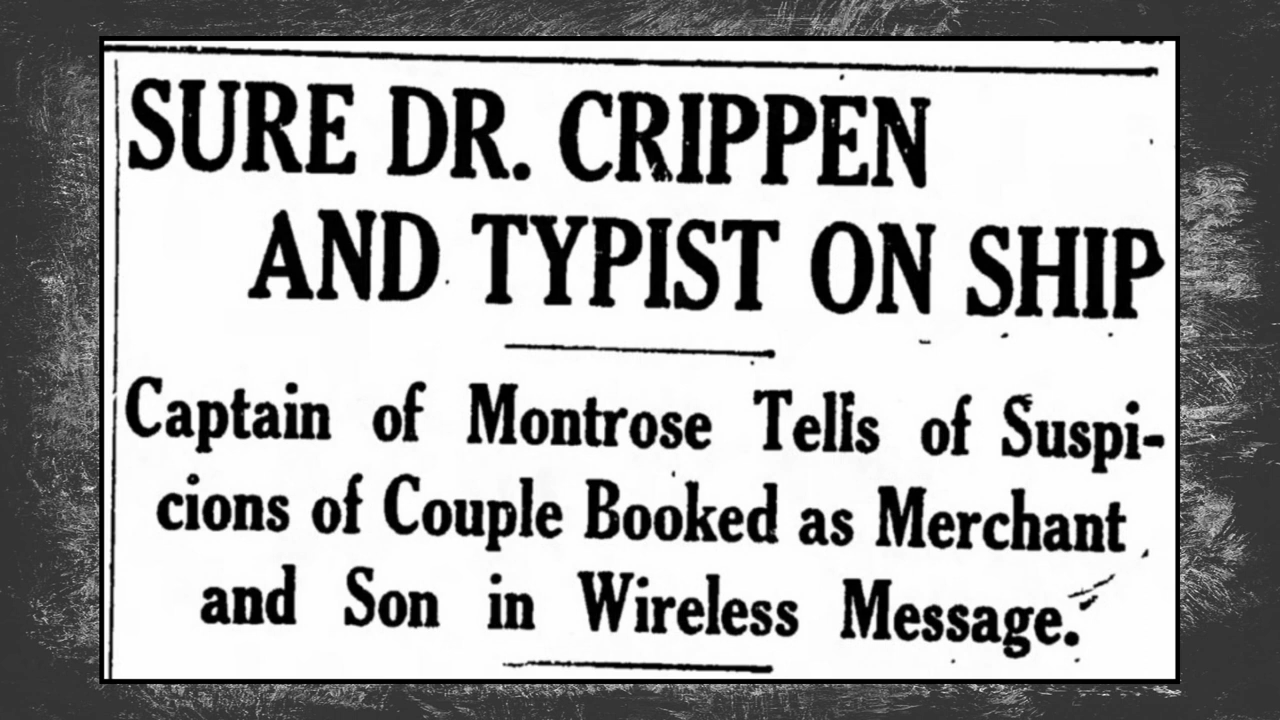 SURE DR. CRIPPEN
AND TYPIST ON SHIP
Captain of Montrose Tells of Suspi-
cions of Couple Booked as Merchant
and Son in Wireless Message.